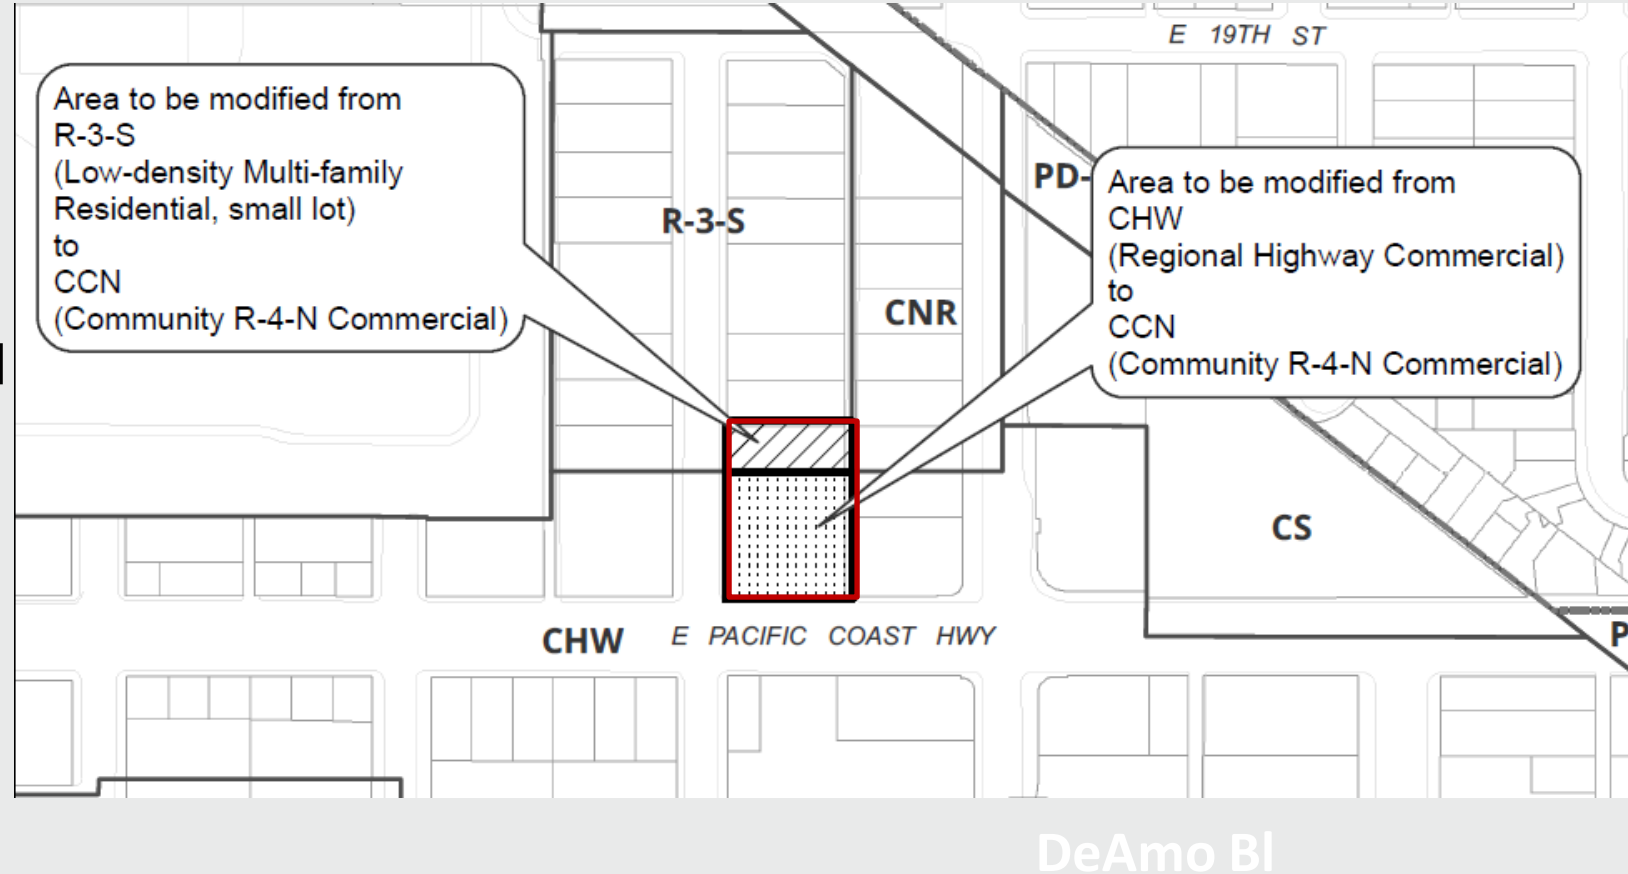 E 19TH ST
Area to be modified from
R-3-S
(Low-density Multi-family
Residential, small lot)
to
CCN
(Community R-4-N Commercial)
R-3-S
PD-
Area to be modified from
CHW
(Regional Highway Commercial)
to
CCN
(Community R-4-N Commercial)
CNR
CS
CHW
E PACIFIC COAST HWY
P
DeAmo Bl